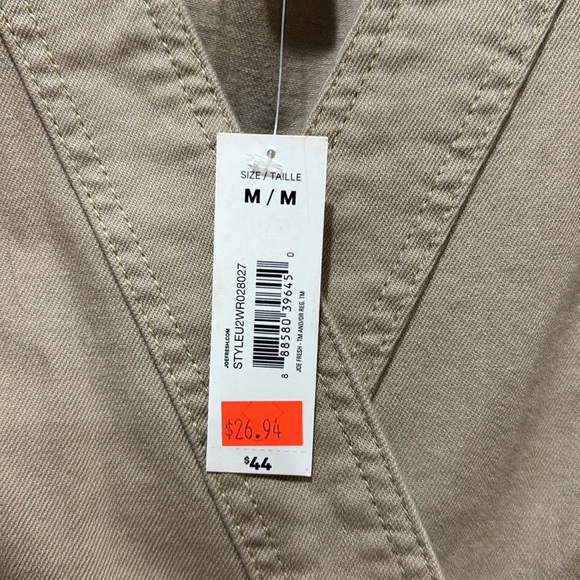 SIZE / TAILLE
M / M
JOEFRESH.COM
STYLEU2WR028027
8 88580 39645 0
JOE FRESH - TM AND/OR REG. TM
$26.94
$44